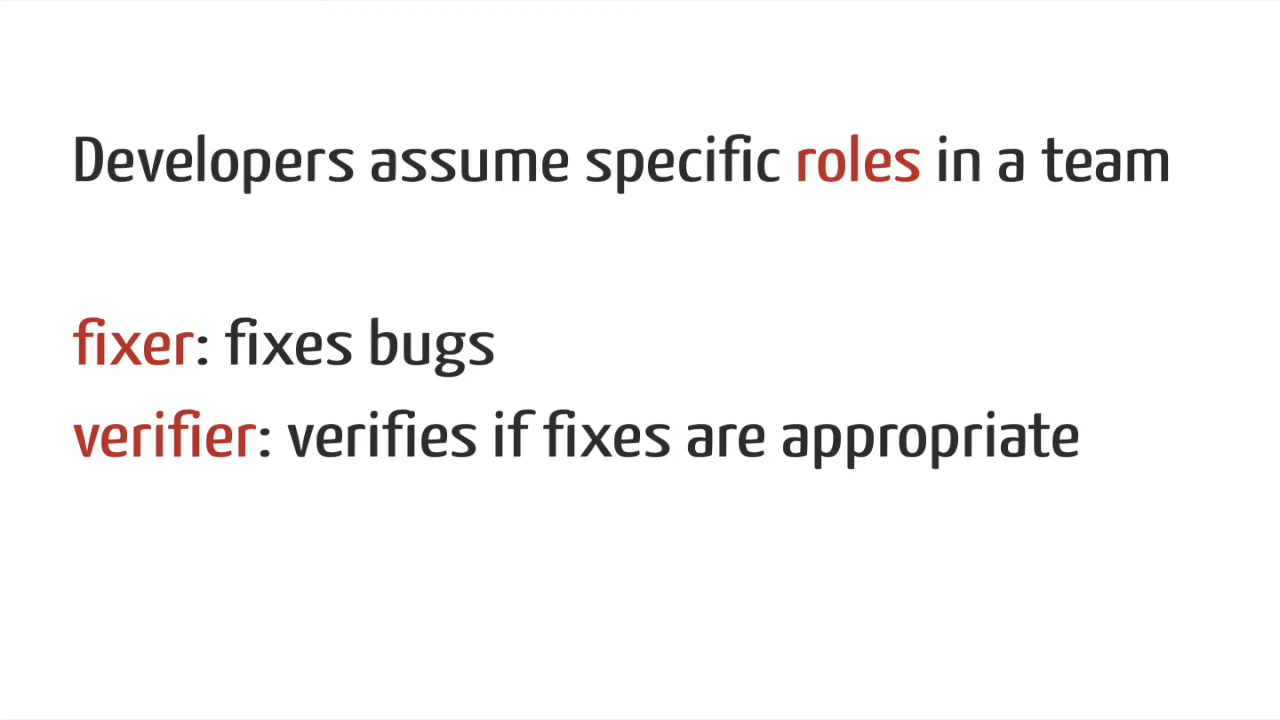 Developers assume specific roles in a team
fixer: fixes bugs
verifier: verifies if fixes are appropriate